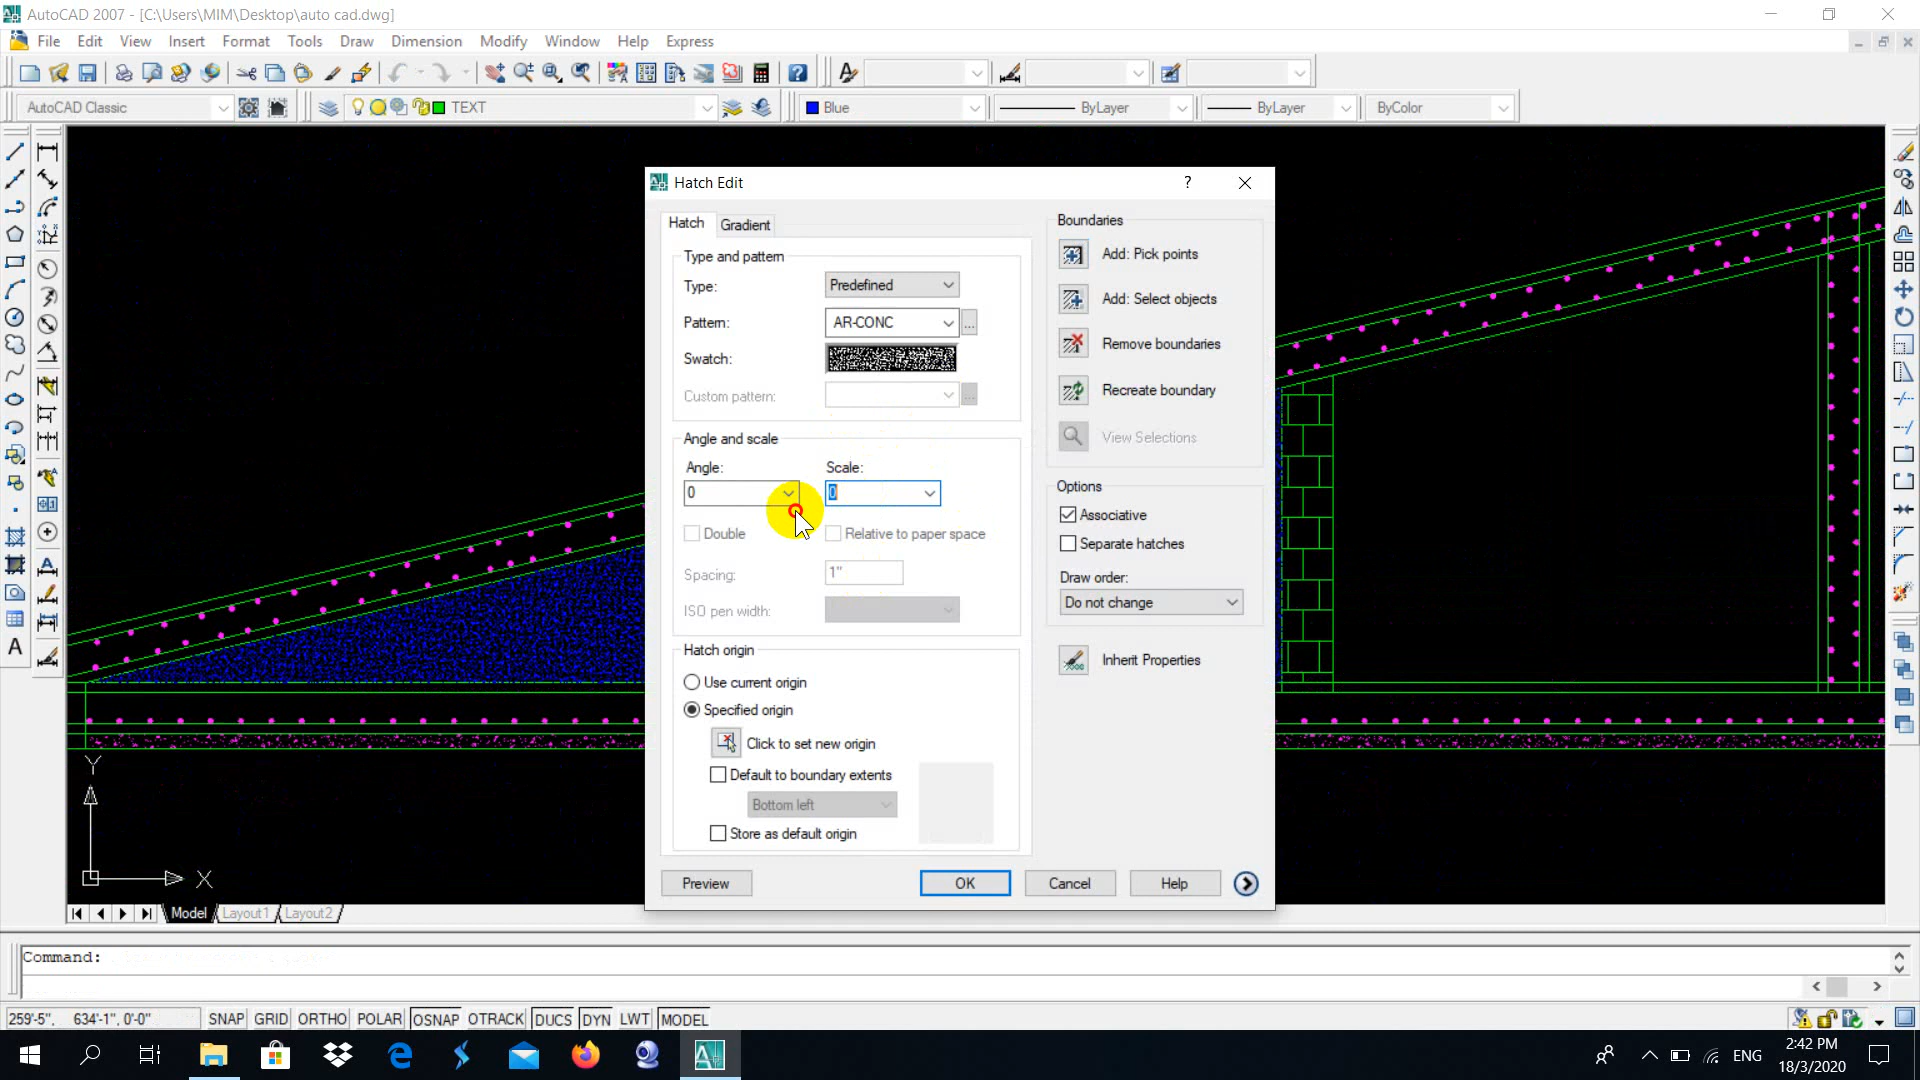 AutoCAD 2007 - [C:\Users\MIM\Desktop\auto cad.dwg]
File Edit View Insert Format Tools Draw Dimension Modify Window Help Express
AutoCAD Classic TEXT Blue ByLayer ByLayer ByColor
Hatch Edit ?
Hatch Gradient
Type and pattern
Type: Predefined
Pattern: AR-CONC ...
Swatch:
Custom pattern: ...
Angle and scale
Angle: Scale:
0 0
Double Relative to paper space
Spacing: 1"
ISO pen width:
Hatch origin
Use current origin
Specified origin
Click to set new origin
Default to boundary extents
Bottom left
Store as default origin
Boundaries
Add: Pick points
Add: Select objects
Remove boundaries
Recreate boundary
View Selections
Options
Associative
Separate hatches
Draw order:
Do not change
Inherit Properties
Preview OK Cancel Help
A
A
Y
X
Model Layout1 Layout2
Command:
259'-5", 634'-1", 0'-0" SNAP GRID ORTHO POLAR OSNAP OTRACK DUCS DYN LWT MODEL
ENG 2:42 PM
18/3/2020